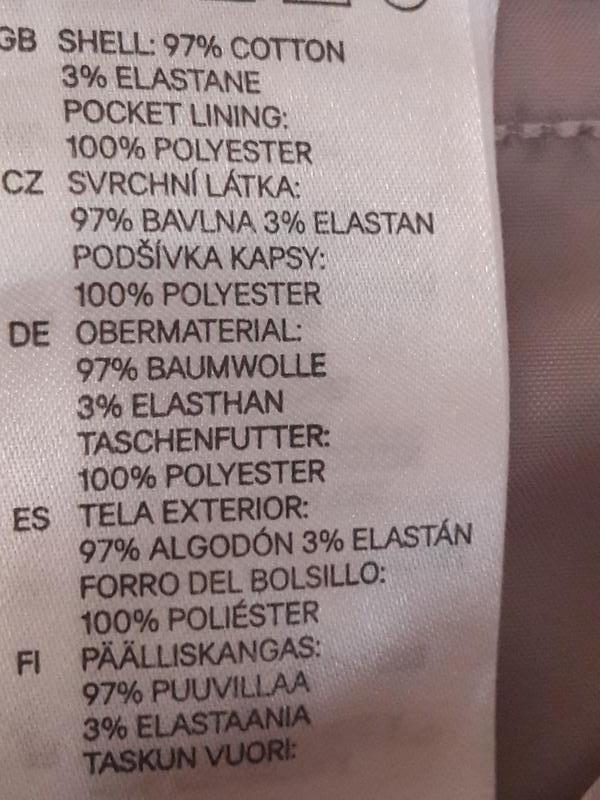 GB SHELL: 97% COTTON
3% ELASTANE
POCKET LINING:
100% POLYESTER
CZ SVRCHNÍ LÁTKA:
97% BAVLNA 3% ELASTAN
PODŠÍVKA KAPSY:
100% POLYESTER
DE OBERMATERIAL:
97% BAUMWOLLE
3% ELASTHAN
TASCHENFUTTER:
100% POLYESTER
ES TELA EXTERIOR:
97% ALGODÓN 3% ELASTÁN
FORRO DEL BOLSILLO:
100% POLIÉSTER
FI PÄÄLLISKANGAS:
97% PUUVILLAA
3% ELASTAANIA
TASKUN VUORI: